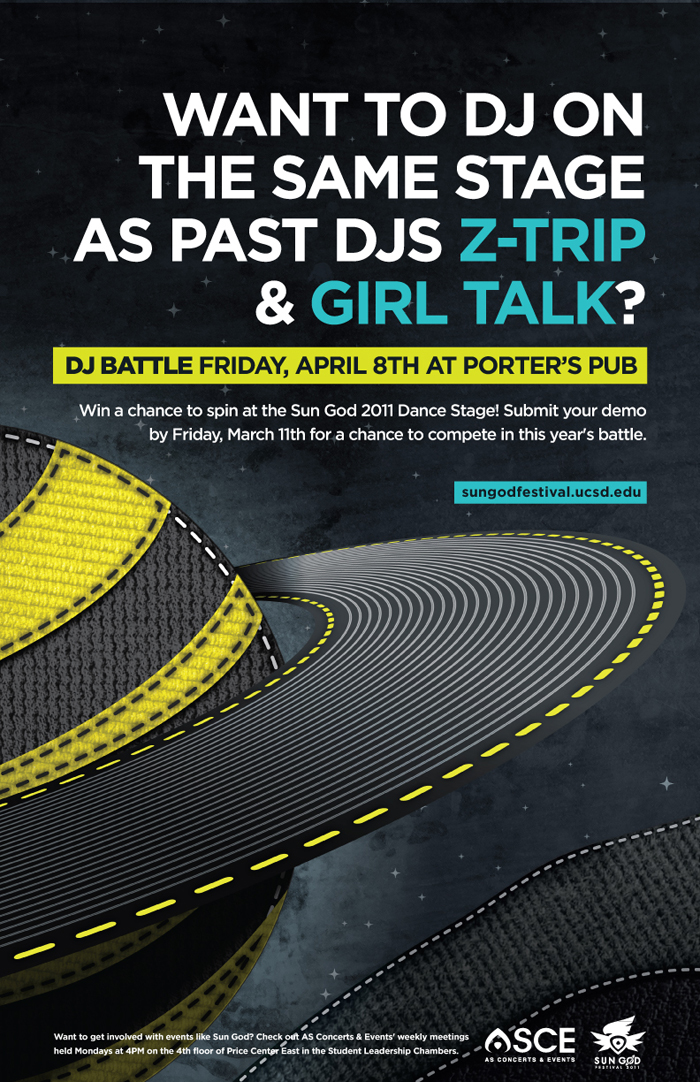 WANT TO DJ ON
THE SAME STAGE
AS PAST DJS Z-TRIP
& GIRL TALK?
DJ BATTLE FRIDAY, APRIL 8TH AT PORTER'S PUB
Win a chance to spin at the Sun God 2011 Dance Stage! Submit your demo
by Friday, March 11th for a chance to compete in this year's battle.
sungodfestival.ucsd.edu
Want to get involved with events like Sun God? Check out AS Concerts & Events' weekly meetings
held Mondays at 4PM on the 4th floor of Price Center East in the Student Leadership Chambers.
ASCE
AS CONCERTS & EVENTS
SUN GOD
FESTIVAL 2011